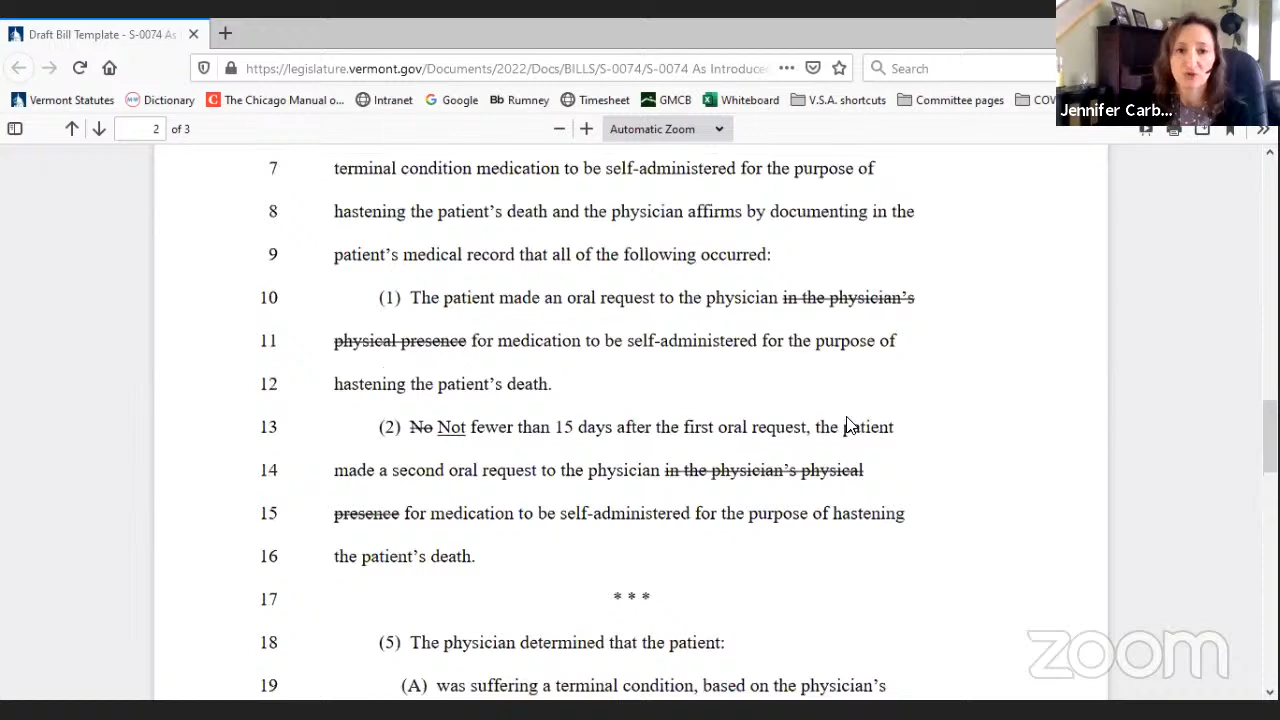 Draft Bill Template - S-0074 As
https://legislature.vermont.gov/Documents/2022/Docs/BILLS/S-0074/S-0074 As Introduce
Search
Vermont Statutes
Dictionary
The Chicago Manual o...
Intranet
Google
Bb Rumney
Timesheet
GMCB
Whiteboard
V.S.A. shortcuts
Committee pages
COV
Jennifer Carb...
2 of 3
Automatic Zoom
7 terminal condition medication to be self-administered for the purpose of
8 hastening the patient’s death and the physician affirms by documenting in the
9 patient’s medical record that all of the following occurred:
10 (1) The patient made an oral request to the physician in the physician’s
11 physical presence for medication to be self-administered for the purpose of
12 hastening the patient’s death.
13 (2) No Not fewer than 15 days after the first oral request, the patient
14 made a second oral request to the physician in the physician’s physical
15 presence for medication to be self-administered for the purpose of hastening
16 the patient’s death.
17 * * *
18 (5) The physician determined that the patient:
19 (A) was suffering a terminal condition, based on the physician’s
zoom